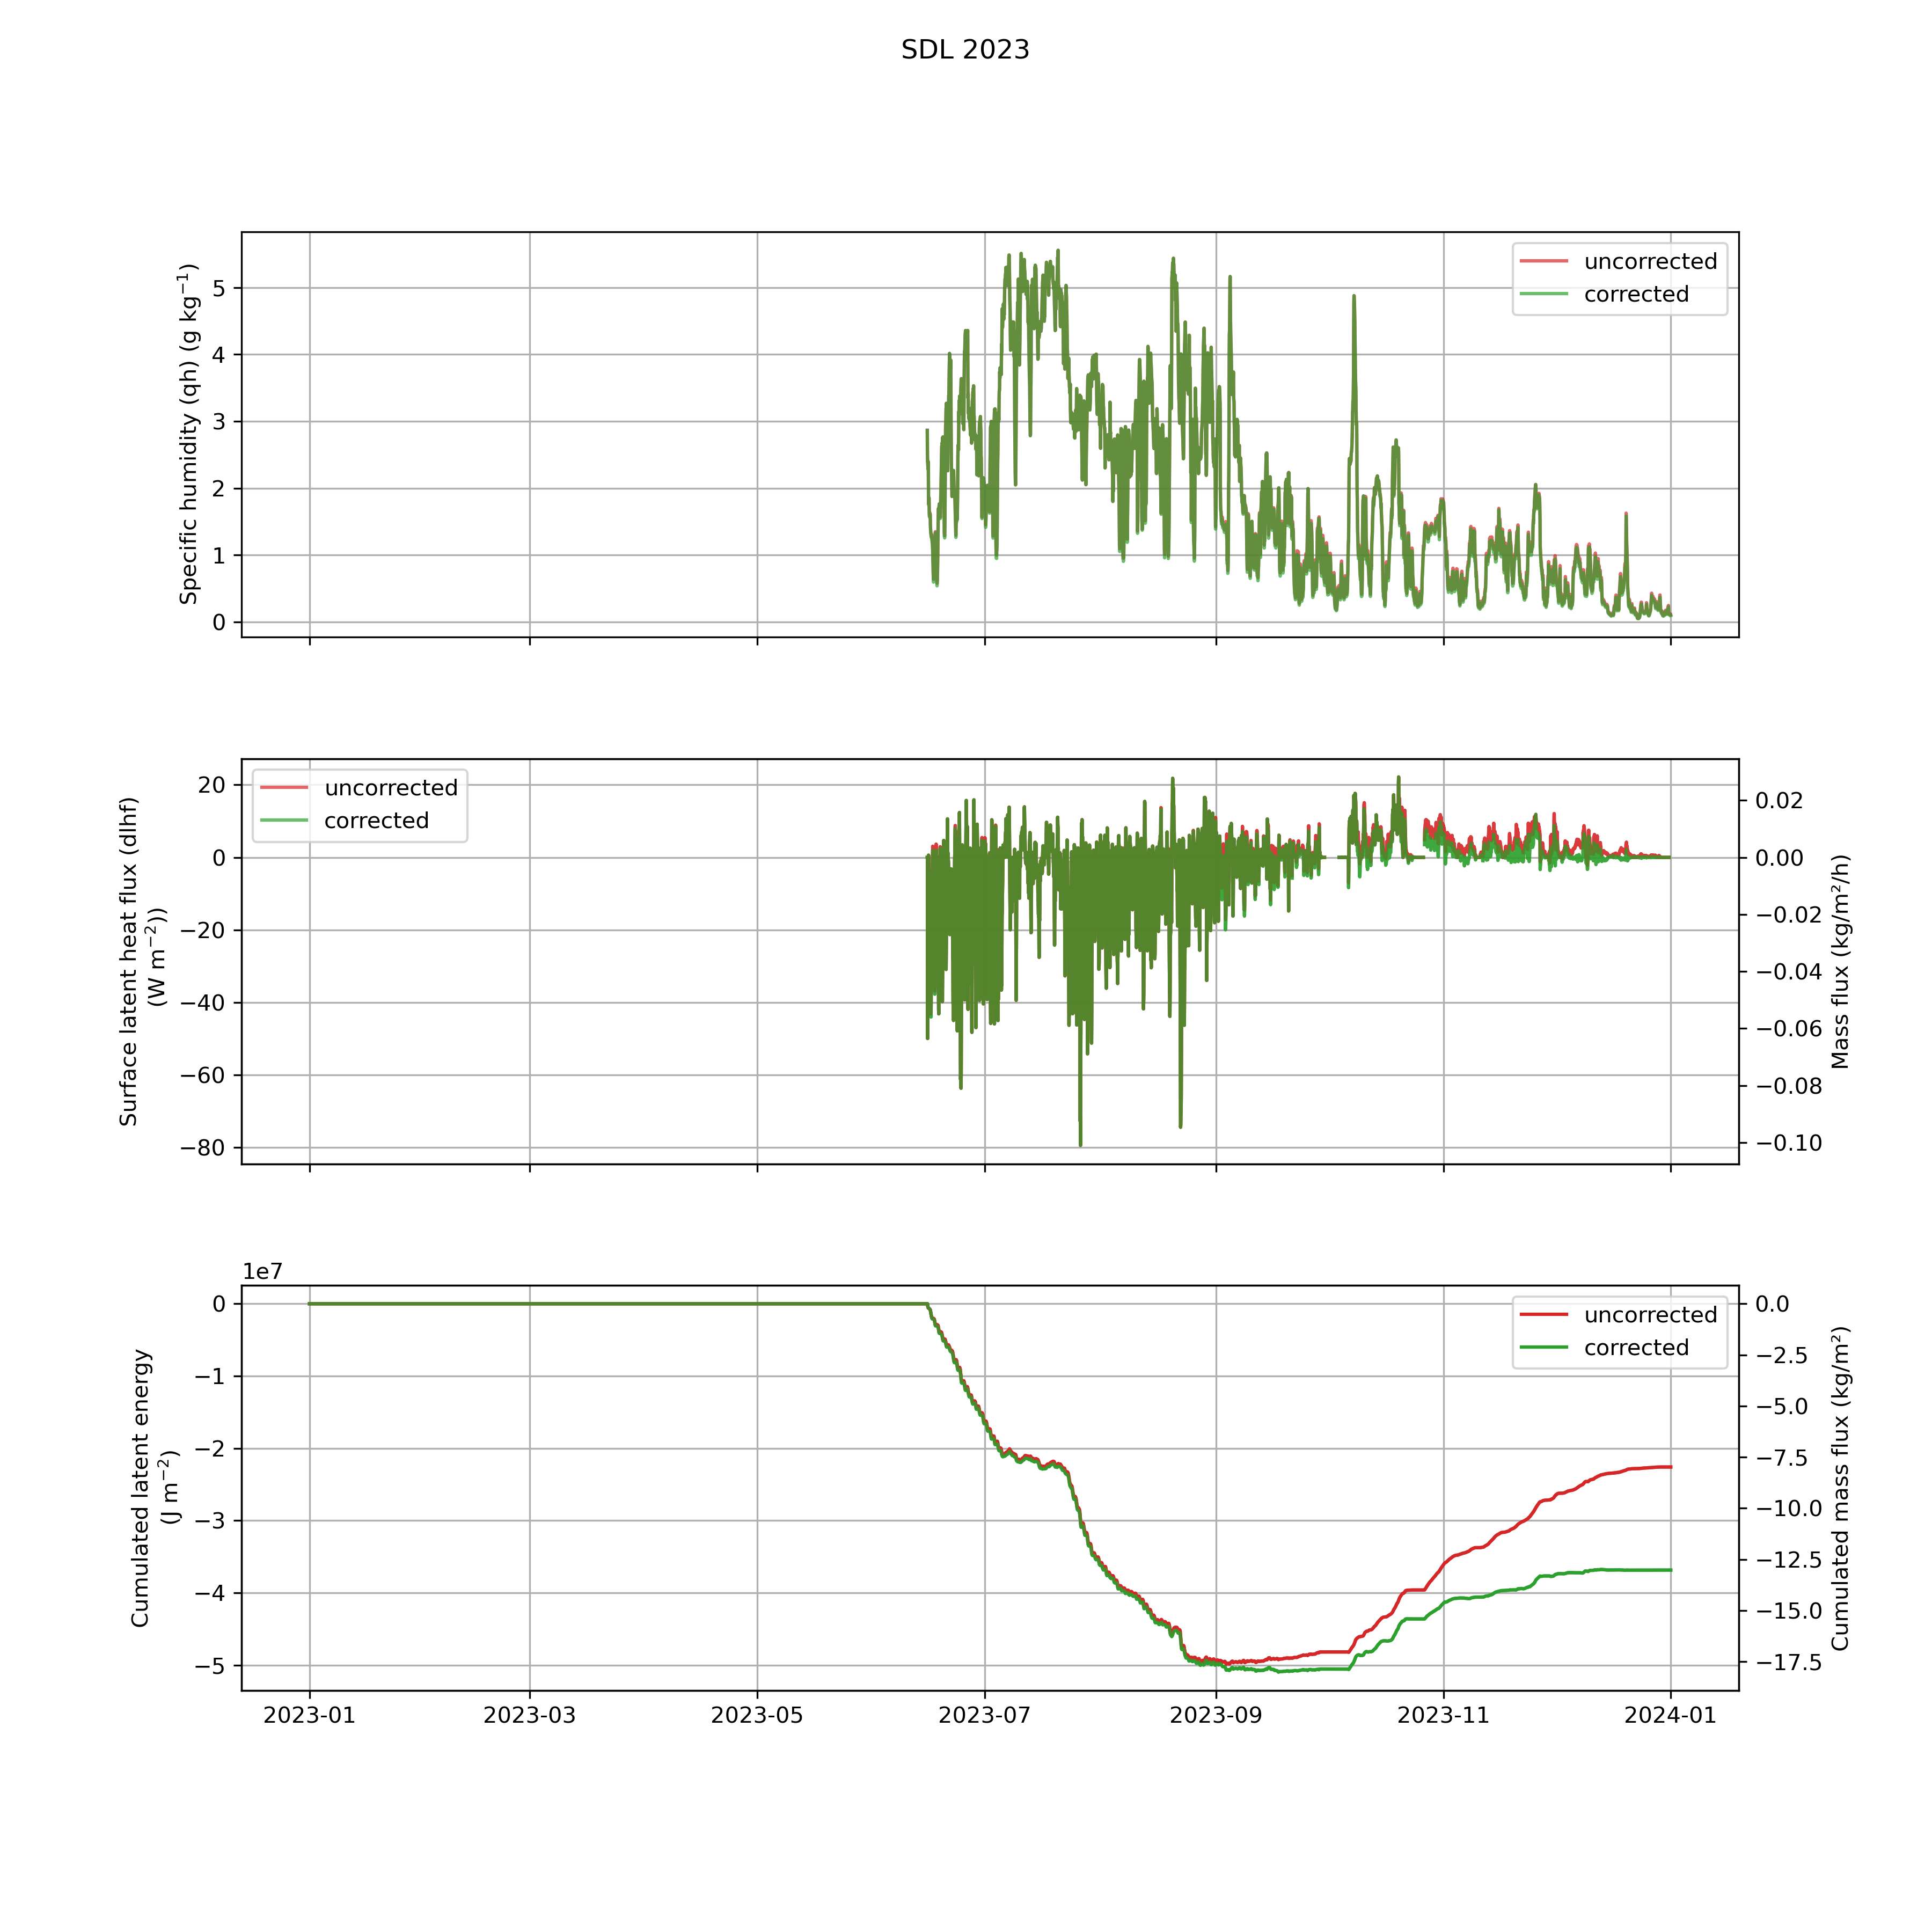 SDL 2023
Specific humidity (qh) (g kg⁻¹)
5
4
3
2
1
0
uncorrected
corrected
Surface latent heat flux (dlhf)
(W m⁻²))
20
0
−20
−40
−60
−80
uncorrected
corrected
0.02
0.00
−0.02
−0.04
−0.06
−0.08
−0.10
Mass flux (kg/m²/h)
1e7
Cumulated latent energy
(J m⁻²)
0
−1
−2
−3
−4
−5
uncorrected
corrected
0.0
−2.5
−5.0
−7.5
−10.0
−12.5
−15.0
−17.5
Cumulated mass flux (kg/m²)
2023-01 2023-03 2023-05 2023-07 2023-09 2023-11 2024-01